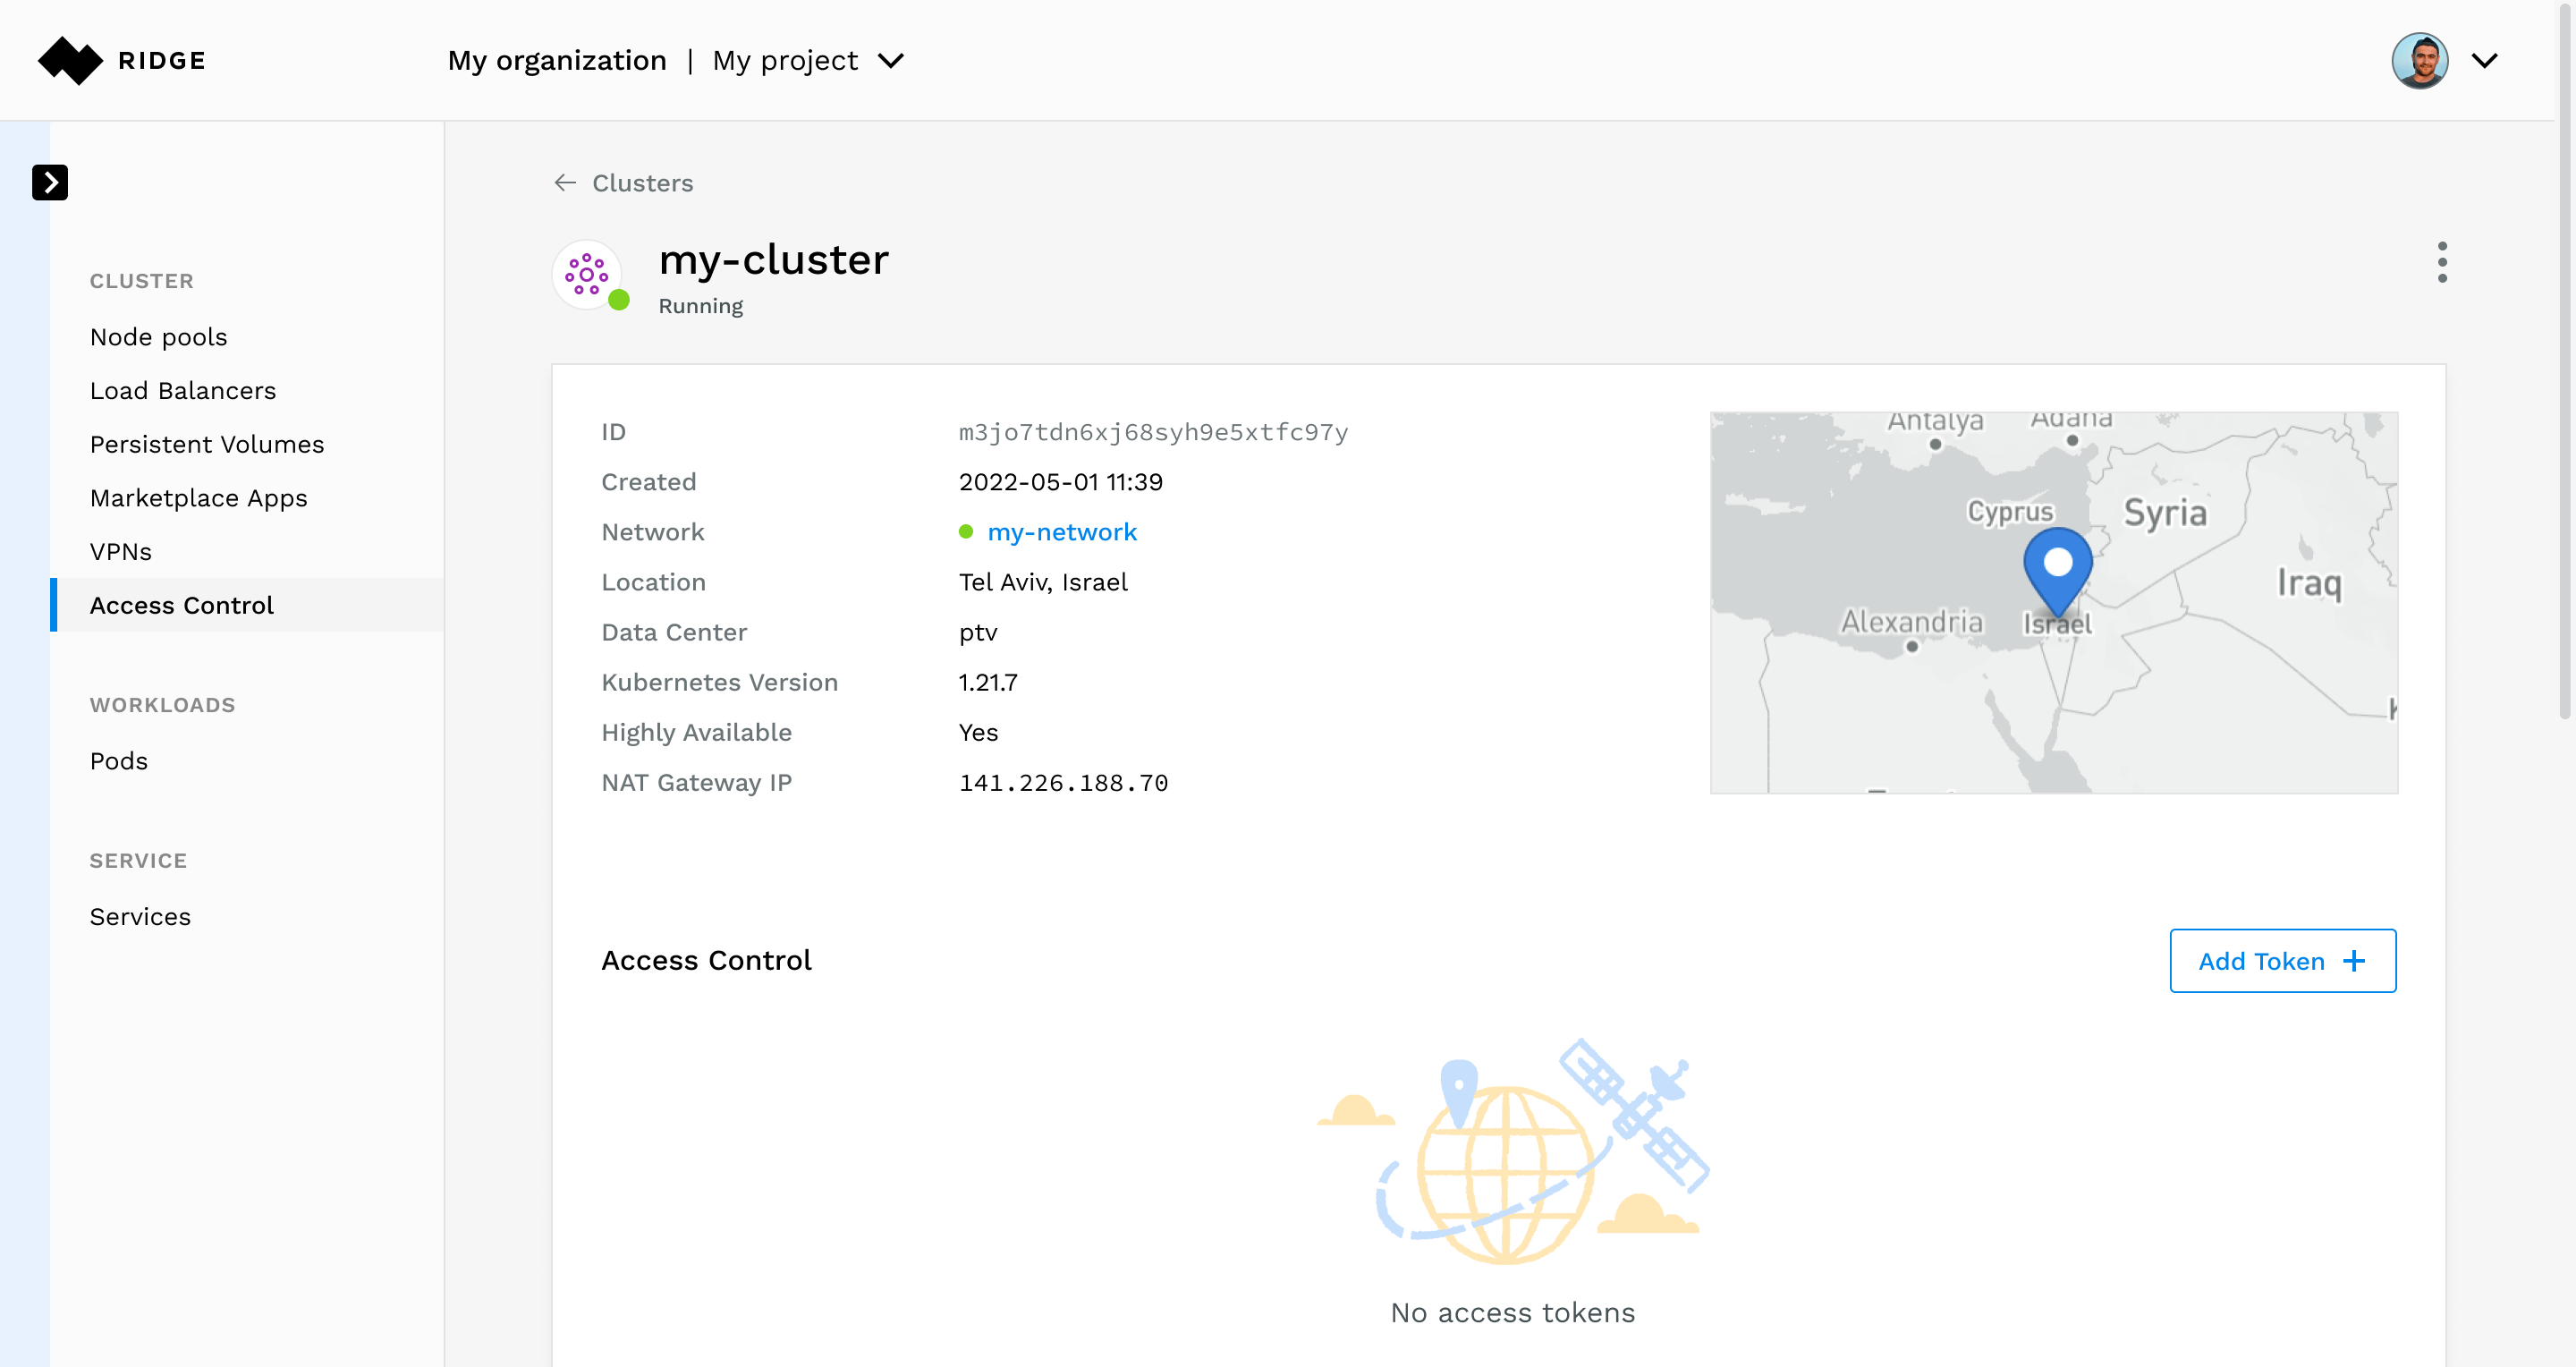 RIDGE
My organization | My project
CLUSTER
Node pools
Load Balancers
Persistent Volumes
Marketplace Apps
VPNs
Access Control
WORKLOADS
Pods
SERVICE
Services
Clusters
my-cluster
Running
ID m3jo7tdn6xj68syh9e5xtfc97y
Created 2022-05-01 11:39
Network my-network
Location Tel Aviv, Israel
Data Center ptv
Kubernetes Version 1.21.7
Highly Available Yes
NAT Gateway IP 141.226.188.70
Antalya Adana
Cyprus Syria
Iraq
Alexandria Israel
Access Control
Add Token +
No access tokens